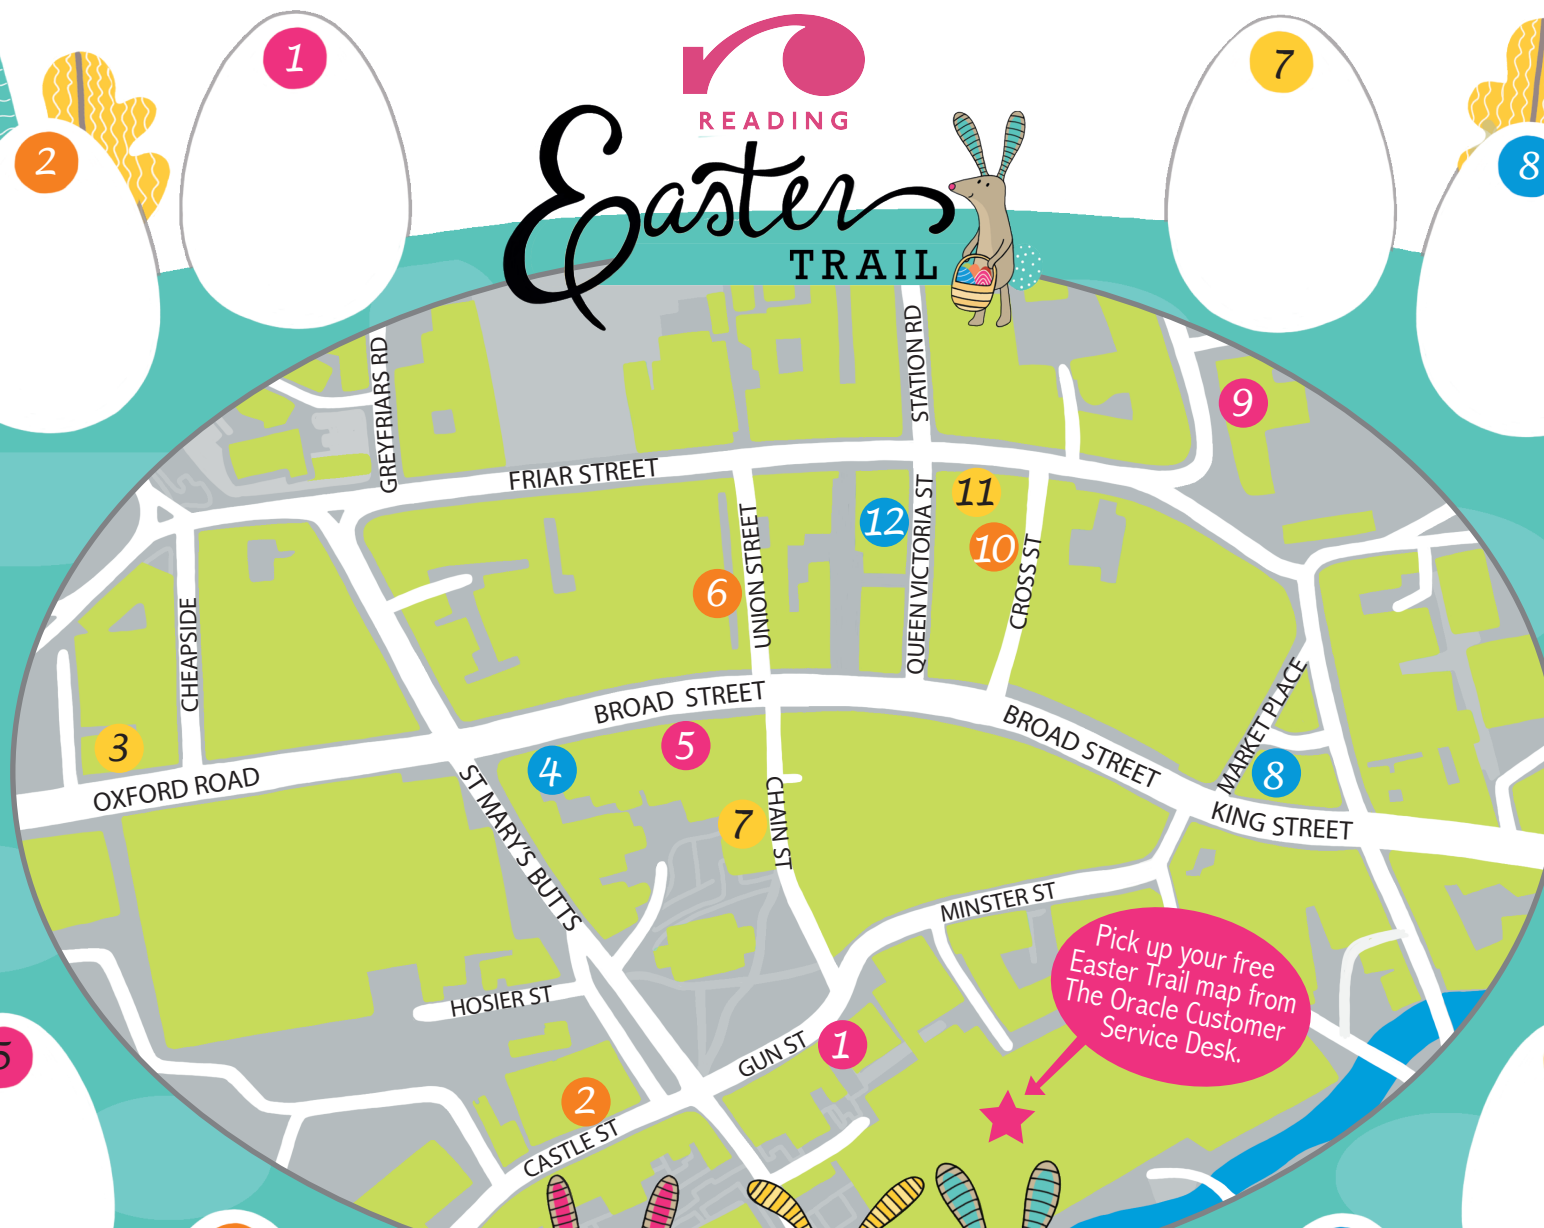 1
7
2
8
READING
Easter
TRAIL
STATION RD
GREYFRIARS RD
9
FRIAR STREET
11
12
10
UNION STREET
QUEEN VICTORIA ST
CROSS ST
6
CHEAPSIDE
BROAD STREET
MARKET PLACE
3
5
BROAD STREET
4
8
OXFORD ROAD
ST MARY'S BUTTS
7
CHAIN ST
KING STREET
MINSTER ST
Pick up your free
Easter Trail map from
The Oracle Customer
Service Desk.
HOSIER ST
GUN ST
1
5
2
CASTLE ST